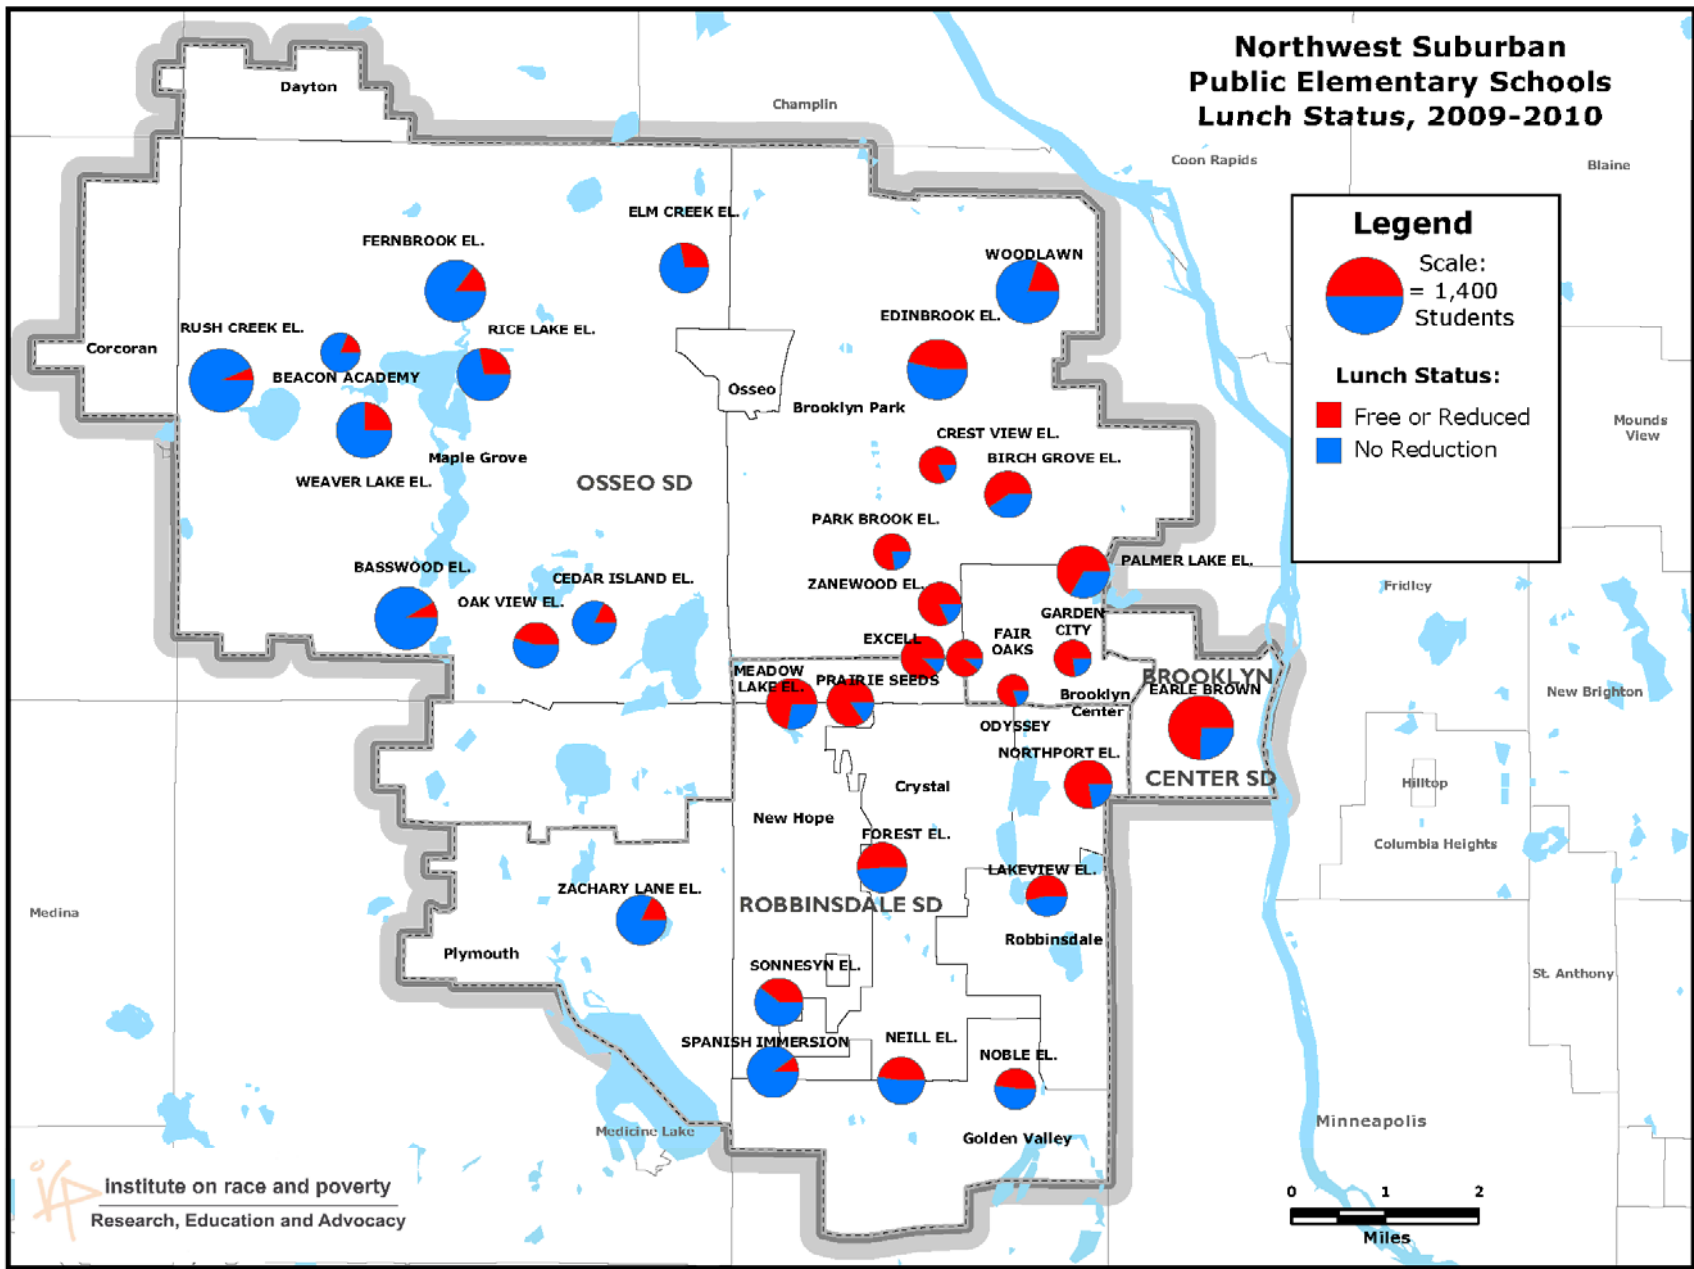 Northwest Suburban
Public Elementary Schools
Lunch Status, 2009-2010
Dayton
Champlin
Coon Rapids
Blaine
Legend
Scale:
= 1,400
Students
Lunch Status:
Free or Reduced
No Reduction
ELM CREEK EL.
FERNBROOK EL.
WOODLAWN
EDINBROOK EL.
RUSH CREEK EL.
RICE LAKE EL.
Corcoran
BEACON ACADEMY
Osseo
Brooklyn Park
Mounds
View
CREST VIEW EL.
BIRCH GROVE EL.
Maple Grove
WEAVER LAKE EL.
OSSEO SD
PARK BROOK EL.
PALMER LAKE EL.
BASSWOOD EL.
CEDAR ISLAND EL.
ZANEWOOD EL.
Fridley
OAK VIEW EL.
GARDEN
CITY
EXCELL
FAIR
OAKS
MEADOW
LAKE EL.
PRAIRIE SEEDS
BROOKLYN
EARLE BROWN
Brooklyn
Center
New Brighton
ODYSSEY
NORTHPORT EL.
CENTER SD
Crystal
Hilltop
New Hope
FOREST EL.
Columbia Heights
LAKEVIEW EL.
ZACHARY LANE EL.
ROBBINSDALE SD
Medina
Robbinsdale
Plymouth
SONNESYN EL.
St. Anthony
SPANISH IMMERSION
NEILL EL.
NOBLE EL.
Medicine Lake
Golden Valley
Minneapolis
institute on race and poverty
Research, Education and Advocacy
0 1 2
Miles